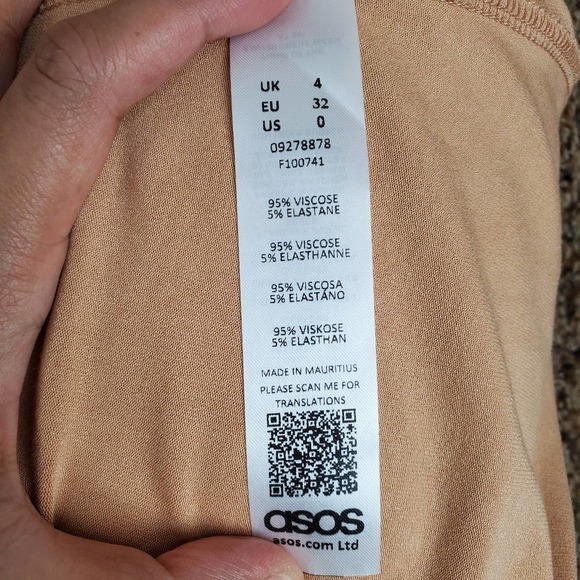 UK 4
EU 32
US 0
09278878
F100741
95% VISCOSE
5% ELASTANE
95% VISCOSE
5% ELASTHANNE
95% VISCOSA
5% ELASTANO
95% VISKOSE
5% ELASTHAN
MADE IN MAURITIUS
PLEASE SCAN ME FOR
TRANSLATIONS
asos
asos.com Ltd